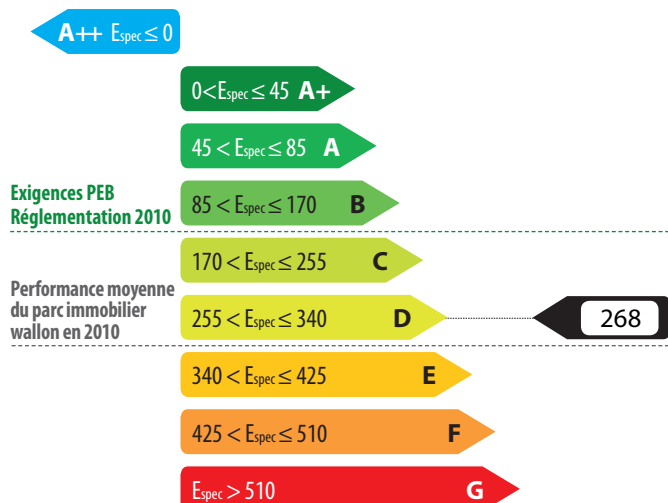 A++ Espec ≤ 0
0<Espec ≤ 45 A+
45 < Espec ≤ 85 A
Exigences PEB
Réglementation 2010
85 < Espec ≤ 170 B
170 < Espec ≤ 255 C
Performance moyenne
du parc immobilier
wallon en 2010
255 < Espec ≤ 340 D
268
340 < Espec ≤ 425 E
425 < Espec ≤ 510 F
Espec > 510 G